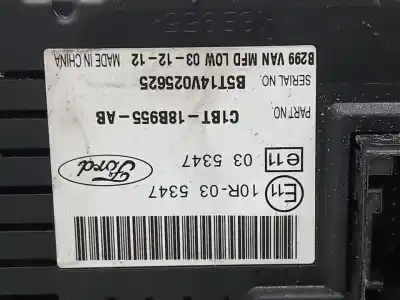 B299 VAN MFD LOW 03-12-12
MADE IN CHINA
SERIAL NO.
B5T14V025625
PART NO.
C1BT-18B955-AB
Ford
e11 03 5347
E11 10R-03 5347